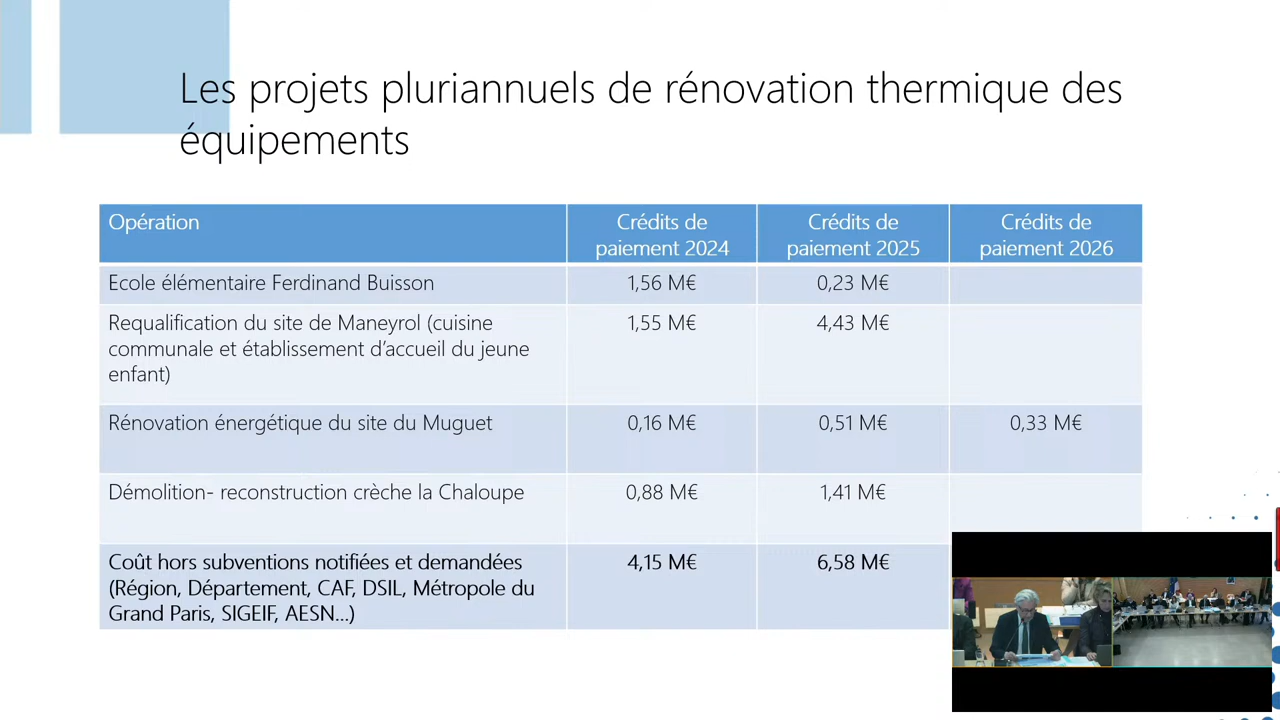 Les projets pluriannuels de rénovation thermique des
équipements
Opération
Crédits de
paiement 2024
Crédits de
paiement 2025
Crédits de
paiement 2026
Ecole élémentaire Ferdinand Buisson
1,56 M€
0,23 M€
Requalification du site de Maneyrol (cuisine
communale et établissement d’accueil du jeune
enfant)
1,55 M€
4,43 M€
Rénovation énergétique du site du Muguet
0,16 M€
0,51 M€
0,33 M€
Démolition- reconstruction crèche la Chaloupe
0,88 M€
1,41 M€
Coût hors subventions notifiées et demandées
(Région, Département, CAF, DSIL, Métropole du
Grand Paris, SIGEIF, AESN…)
4,15 M€
6,58 M€